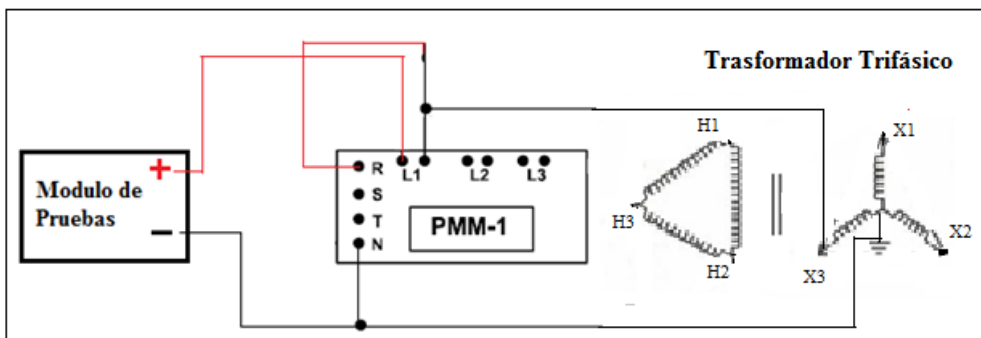 Trasformador Trifásico
Modulo de
Pruebas
+
−
R
S
T
N
L1
L2
L3
PMM-1
H1
H3
H2
X1
X2
X3